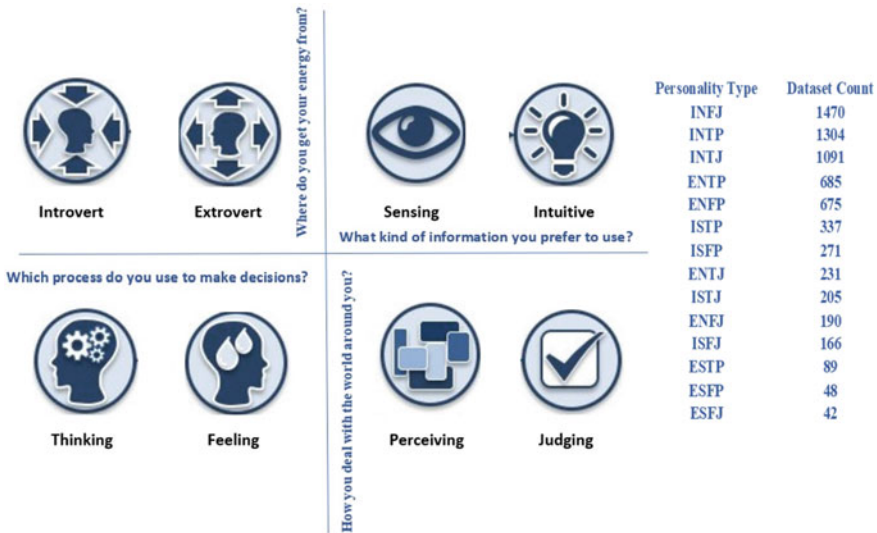 Where do you get your energy from?
Introvert
Extrovert
Sensing
Intuitive
What kind of information you prefer to use?
Which process do you use to make decisions?
Thinking
Feeling
How you deal with the world around you?
Perceiving
Judging
Personality Type Dataset Count
INFJ 1470
INTP 1304
INTJ 1091
ENTP 685
ENFP 675
ISTP 337
ISFP 271
ENTJ 231
ISTJ 205
ENFJ 190
ISFJ 166
ESTP 89
ESFP 48
ESFJ 42